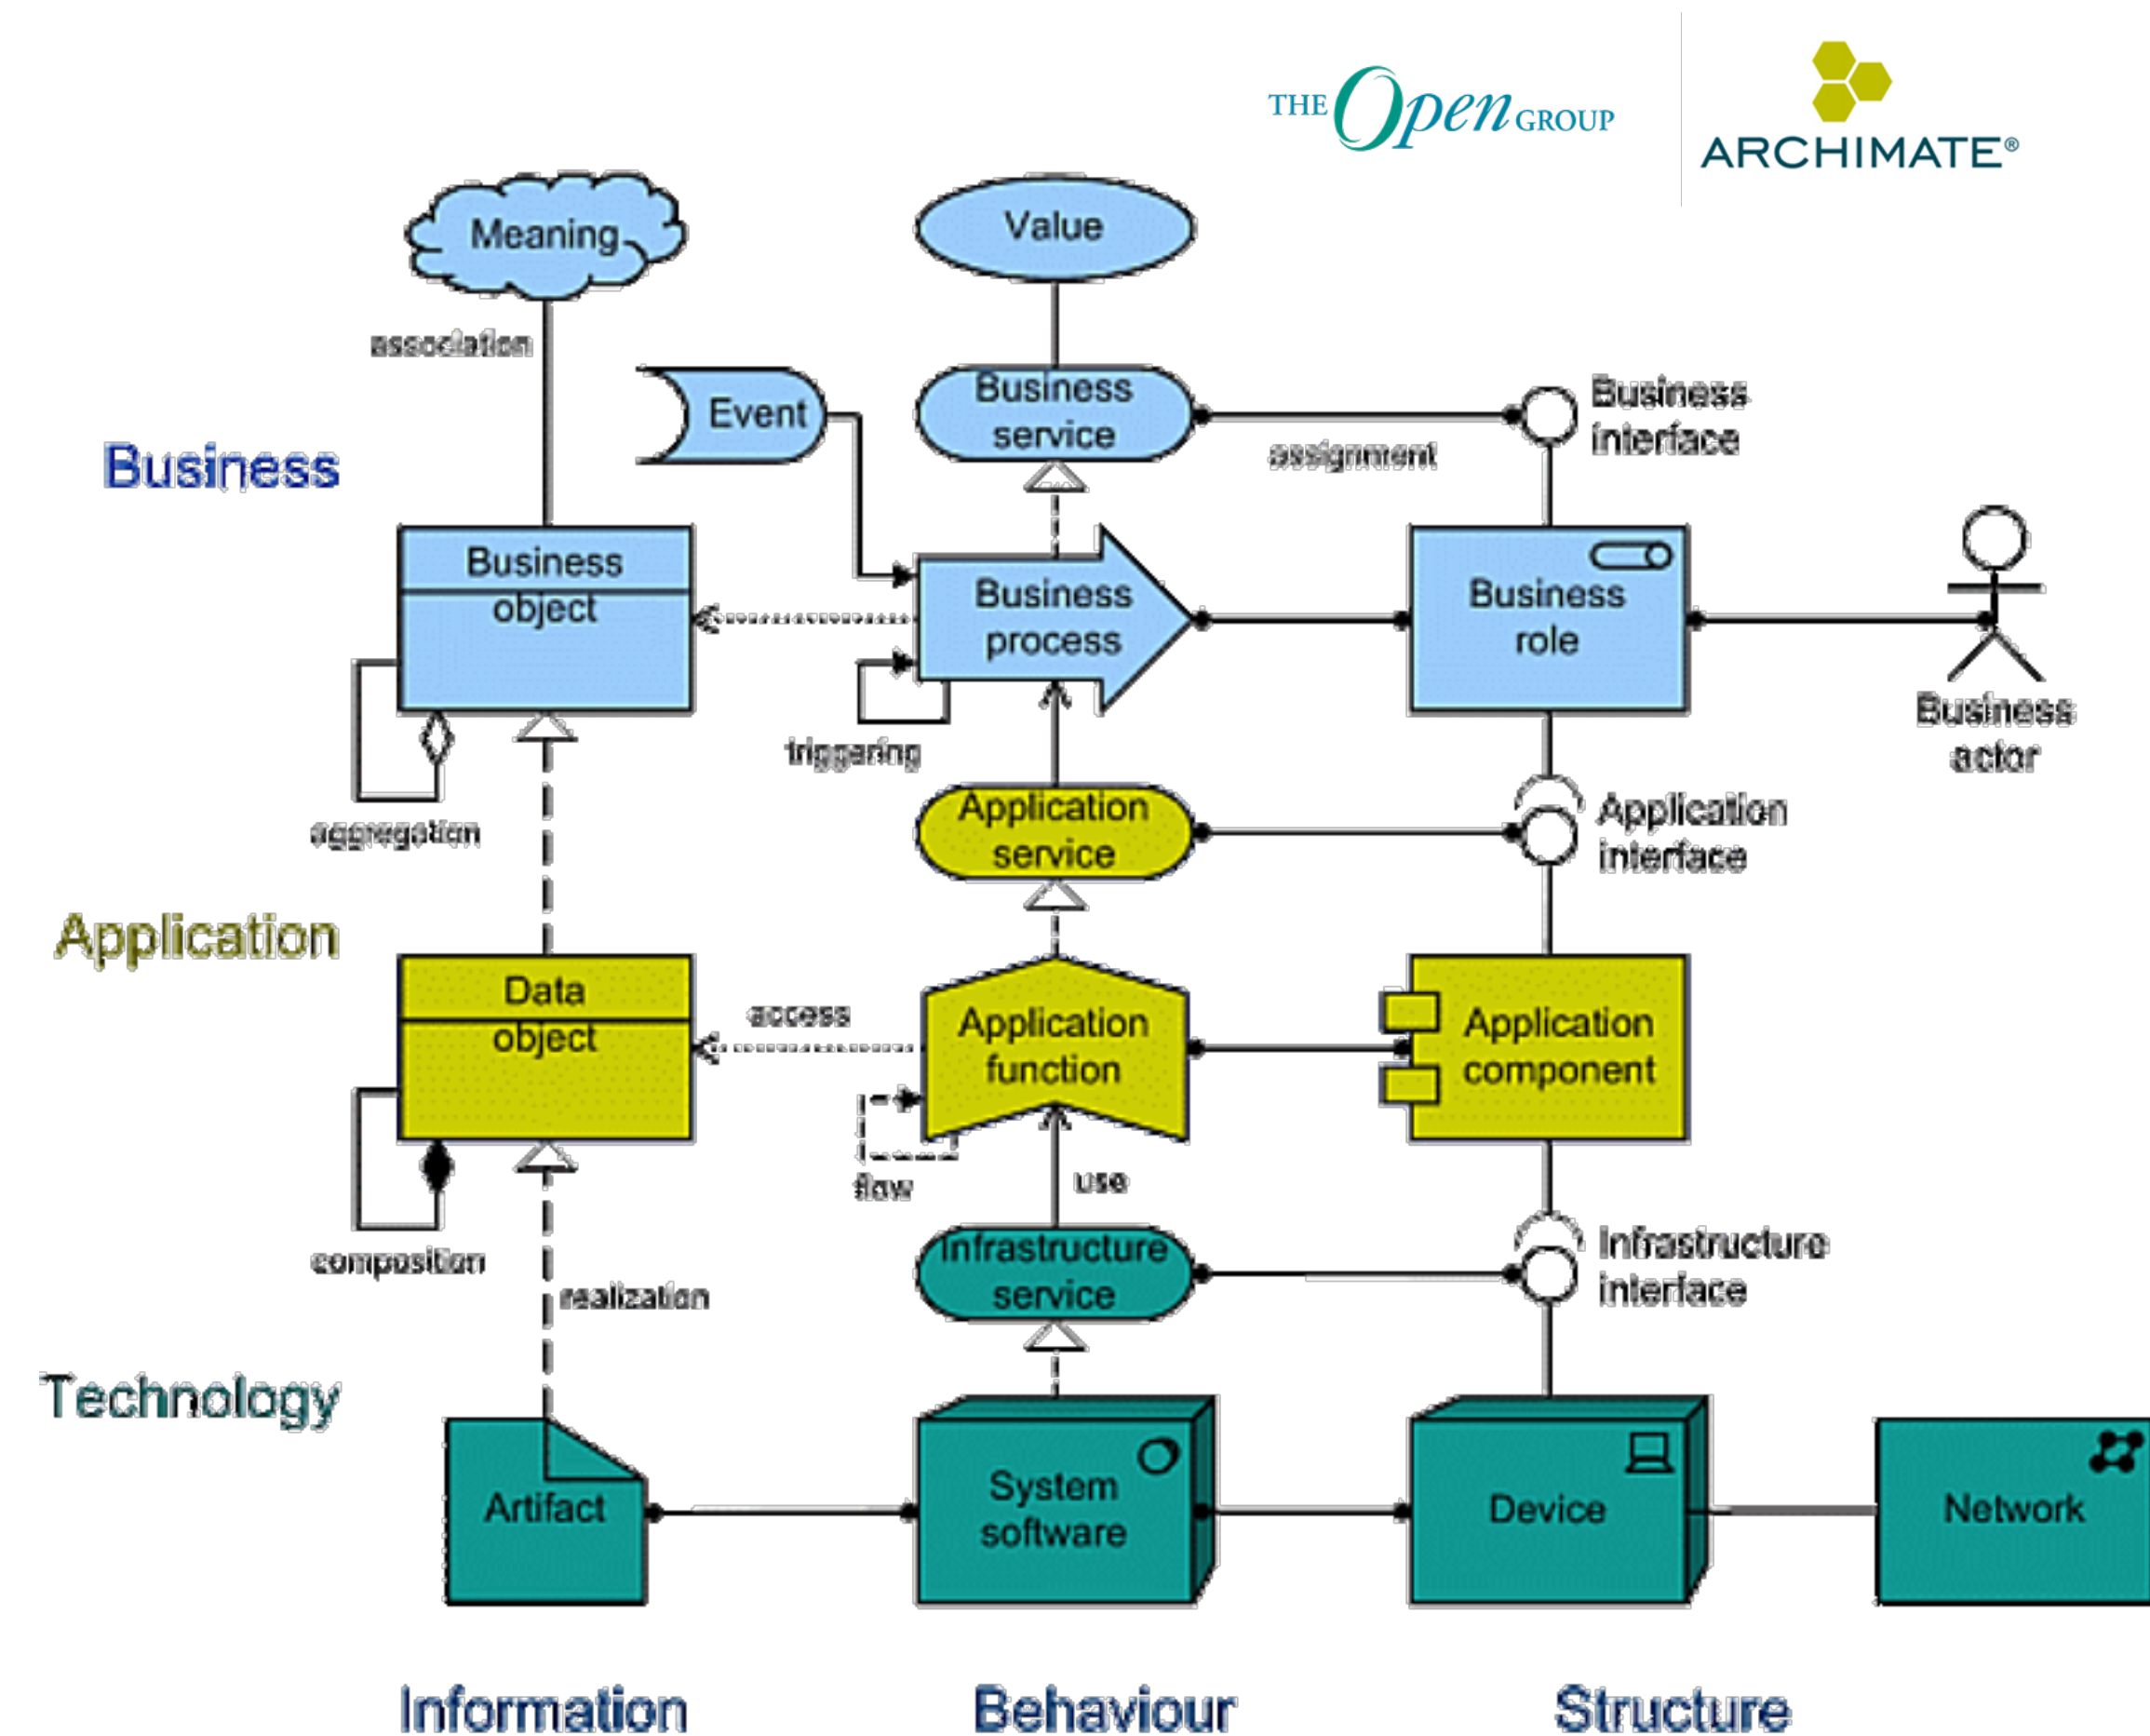 THE Open GROUP
ARCHIMATE®
Meaning
Value
association
Event
Business
service
Business
interface
assignment
Business
Business
object
Business
process
Business
role
Business
actor
triggering
aggregation
Application
service
Application
interface
Application
Data
object
access
Application
function
Application
component
flow
use
composition
realization
Infrastructure
service
Infrastructure
interface
Technology
Artifact
System
software
Device
Network
Information
Behaviour
Structure